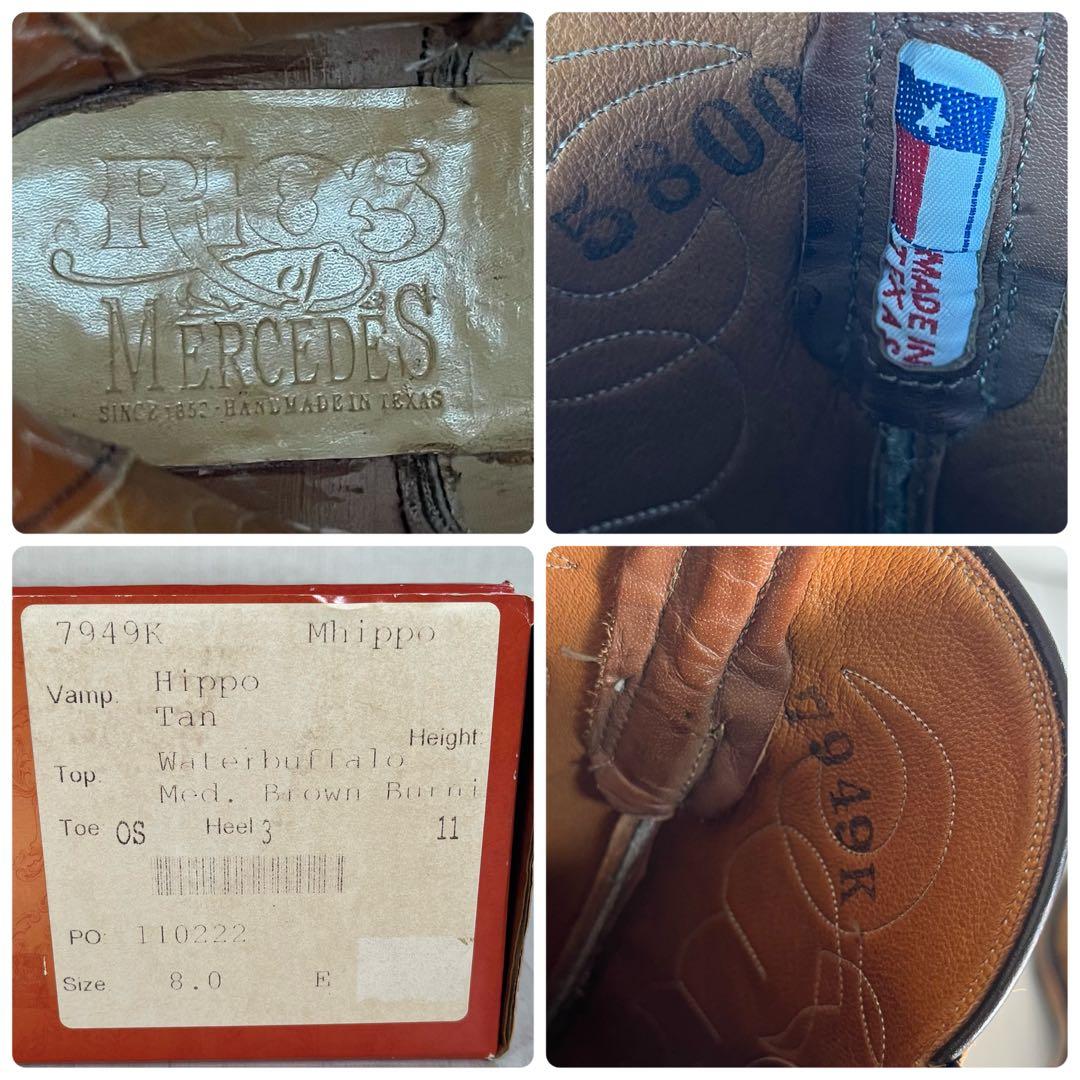 RIOS
of
MERCEDES
SINCE 1853 - HANDMADE IN TEXAS
5800
MADE IN
TEXAS
7949K Mhippo
Vamp: Hippo
Tan
Height:
Top: Waterbuffalo
Med. Brown Burni
Toe OS Heel 3 11
PO: 110222
Size: 8.0 E
7949K